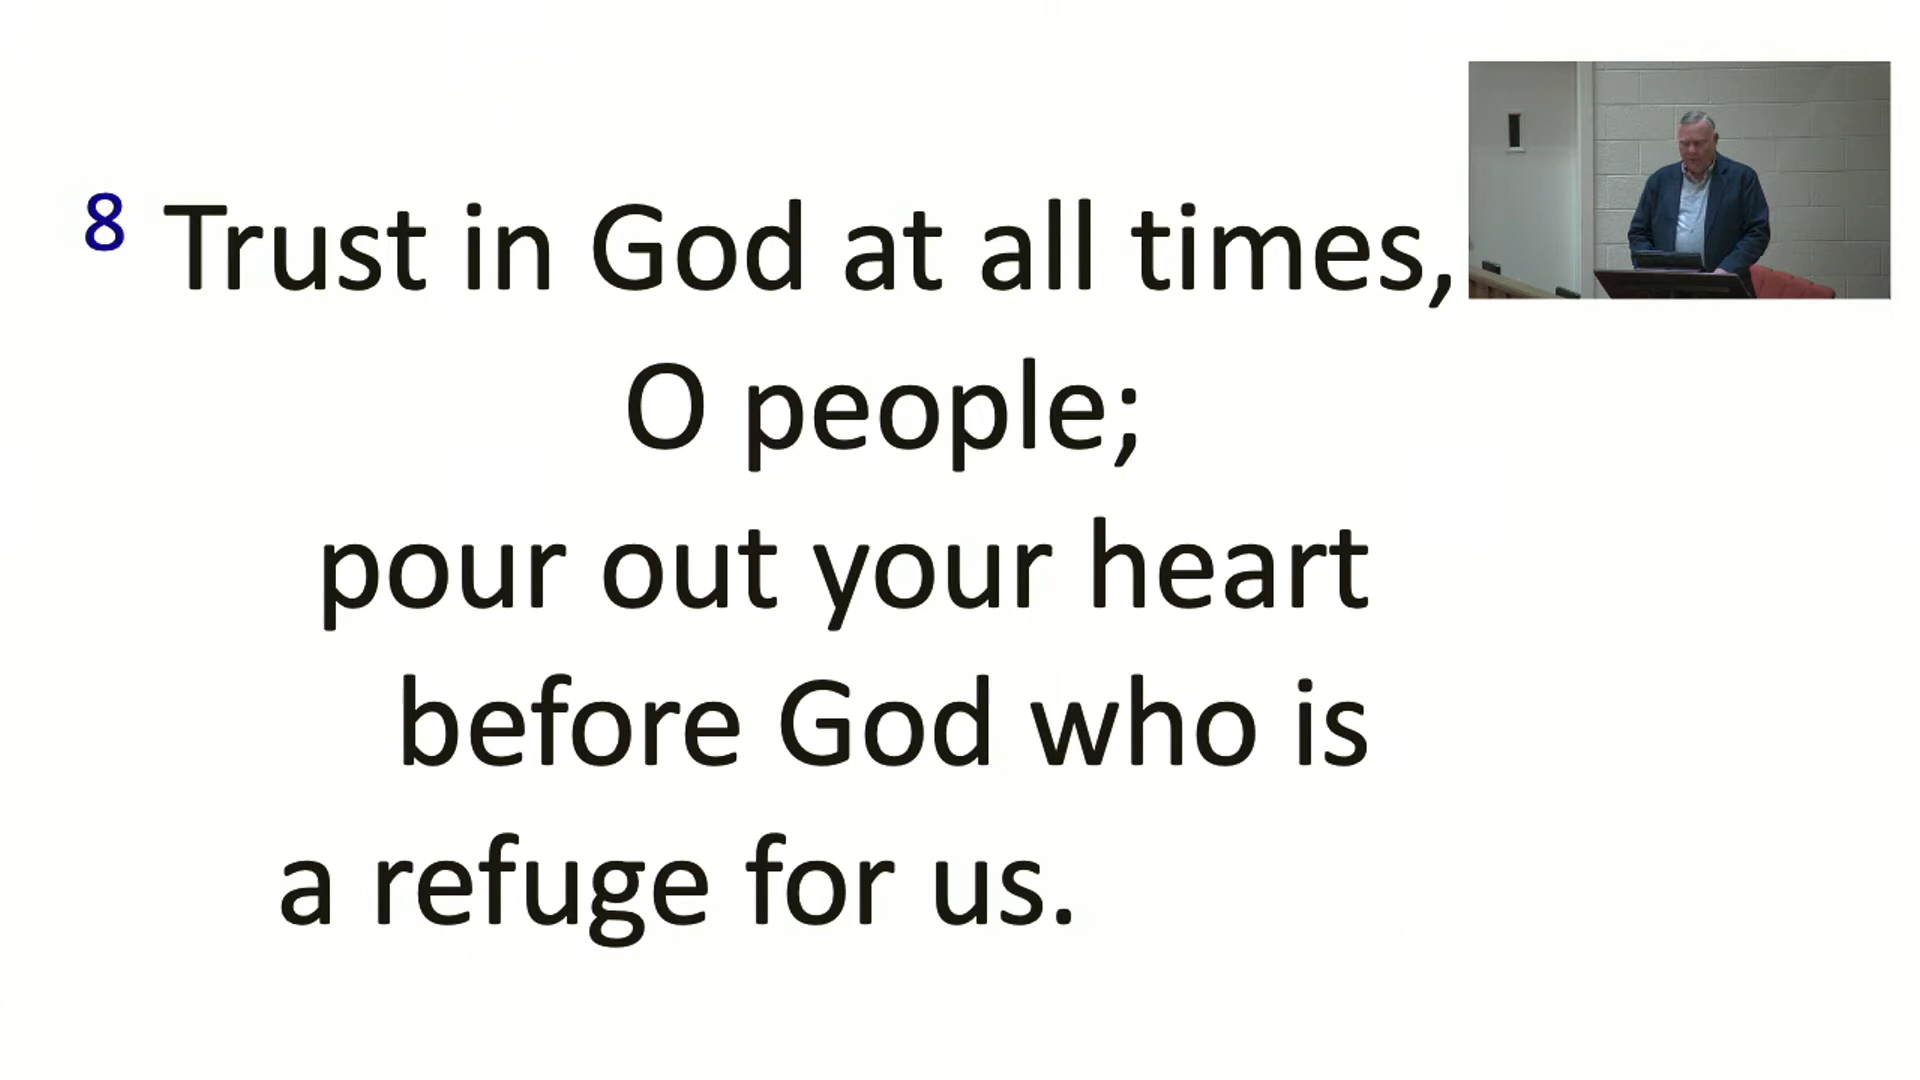 8 Trust in God at all times,
O people;
pour out your heart
before God who is
a refuge for us.